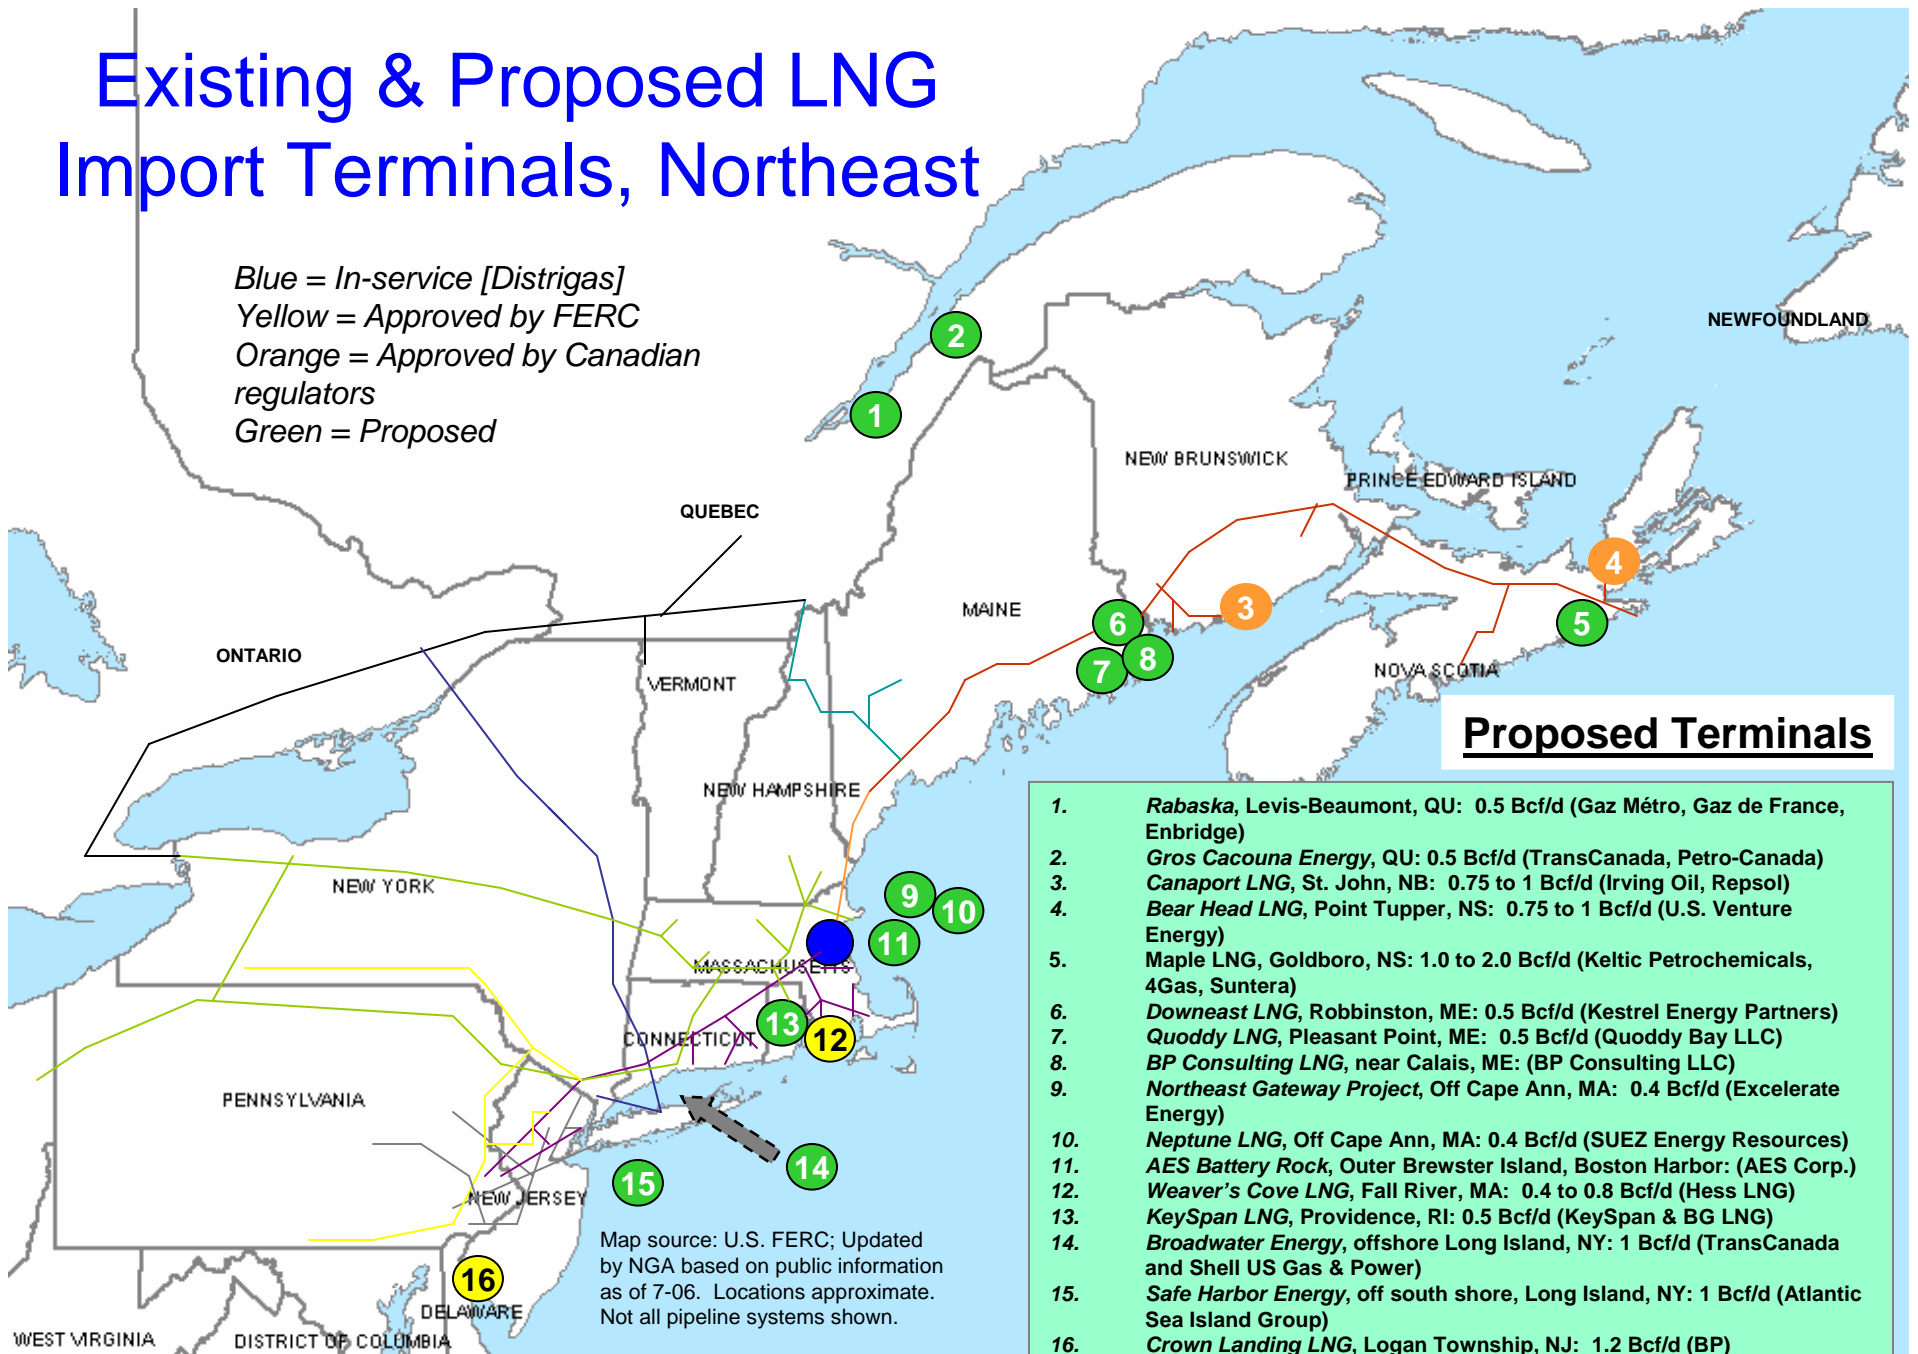 Existing & Proposed LNG
Import Terminals, Northeast
Blue = In-service [Distrigas]
Yellow = Approved by FERC
Orange = Approved by Canadian
regulators
Green = Proposed
NEWFOUNDLAND
2
1
NEW BRUNSWICK
PRINCE EDWARD ISLAND
QUEBEC
4
3
MAINE
6
5
8
7
ONTARIO
VERMONT
NOVA SCOTIA
NEW HAMPSHIRE
NEW YORK
9
10
11
MASSACHUSETTS
13
12
CONNECTICUT
PENNSYLVANIA
14
15
NEW JERSEY
16
DELAWARE
WEST VIRGINIA
DISTRICT OF COLUMBIA
Map source: U.S. FERC; Updated
by NGA based on public information
as of 7-06.  Locations approximate.
Not all pipeline systems shown.
Proposed Terminals
1. Rabaska, Levis-Beaumont, QU:  0.5 Bcf/d (Gaz Métro, Gaz de France,
Enbridge)
2. Gros Cacouna Energy, QU: 0.5 Bcf/d (TransCanada, Petro-Canada)
3. Canaport LNG, St. John, NB:  0.75 to 1 Bcf/d (Irving Oil, Repsol)
4. Bear Head LNG, Point Tupper, NS:  0.75 to 1 Bcf/d (U.S. Venture
Energy)
5. Maple LNG, Goldboro, NS: 1.0 to 2.0 Bcf/d (Keltic Petrochemicals,
4Gas, Suntera)
6. Downeast LNG, Robbinston, ME: 0.5 Bcf/d (Kestrel Energy Partners)
7. Quoddy LNG, Pleasant Point, ME:  0.5 Bcf/d (Quoddy Bay LLC)
8. BP Consulting LNG, near Calais, ME: (BP Consulting LLC)
9. Northeast Gateway Project, Off Cape Ann, MA:  0.4 Bcf/d (Excelerate
Energy)
10. Neptune LNG, Off Cape Ann, MA: 0.4 Bcf/d (SUEZ Energy Resources)
11. AES Battery Rock, Outer Brewster Island, Boston Harbor: (AES Corp.)
12. Weaver's Cove LNG, Fall River, MA:  0.4 to 0.8 Bcf/d (Hess LNG)
13. KeySpan LNG, Providence, RI: 0.5 Bcf/d (KeySpan & BG LNG)
14. Broadwater Energy, offshore Long Island, NY: 1 Bcf/d (TransCanada
and Shell US Gas & Power)
15. Safe Harbor Energy, off south shore, Long Island, NY: 1 Bcf/d (Atlantic
Sea Island Group)
16. Crown Landing LNG, Logan Township, NJ:  1.2 Bcf/d (BP)